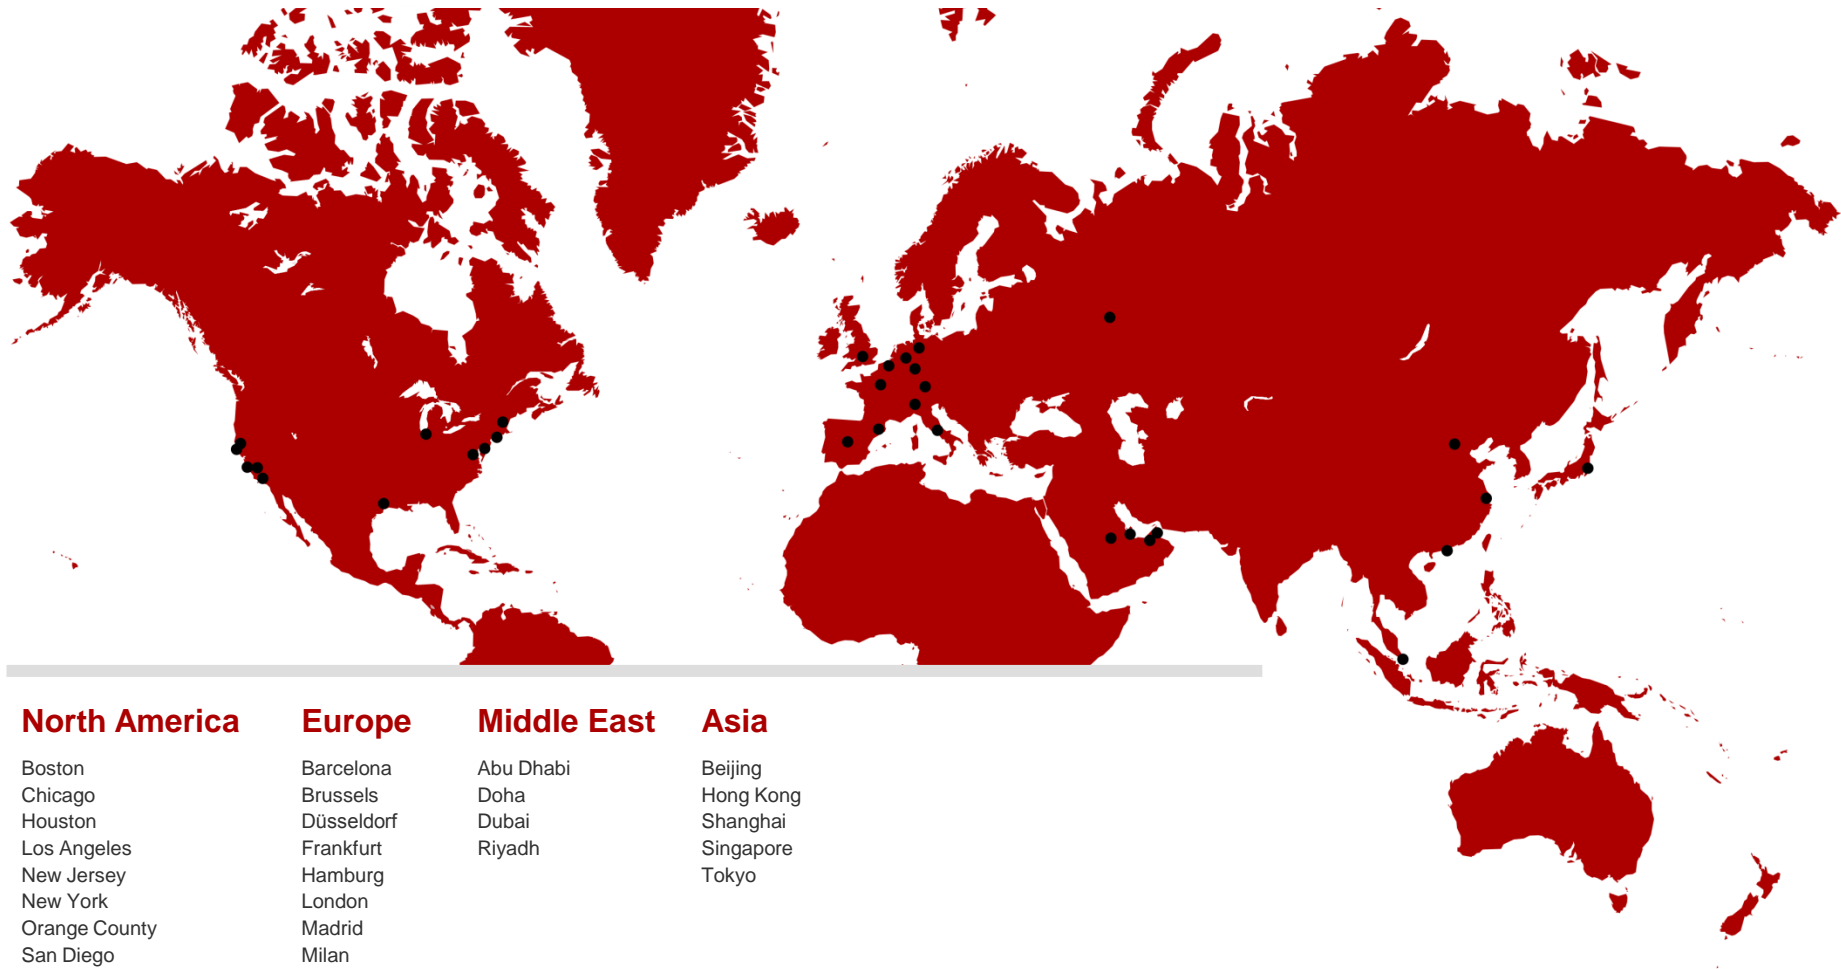 North America
Boston
Chicago
Houston
Los Angeles
New Jersey
New York
Orange County
San Diego
Europe
Barcelona
Brussels
Düsseldorf
Frankfurt
Hamburg
London
Madrid
Milan
Middle East
Abu Dhabi
Doha
Dubai
Riyadh
Asia
Beijing
Hong Kong
Shanghai
Singapore
Tokyo